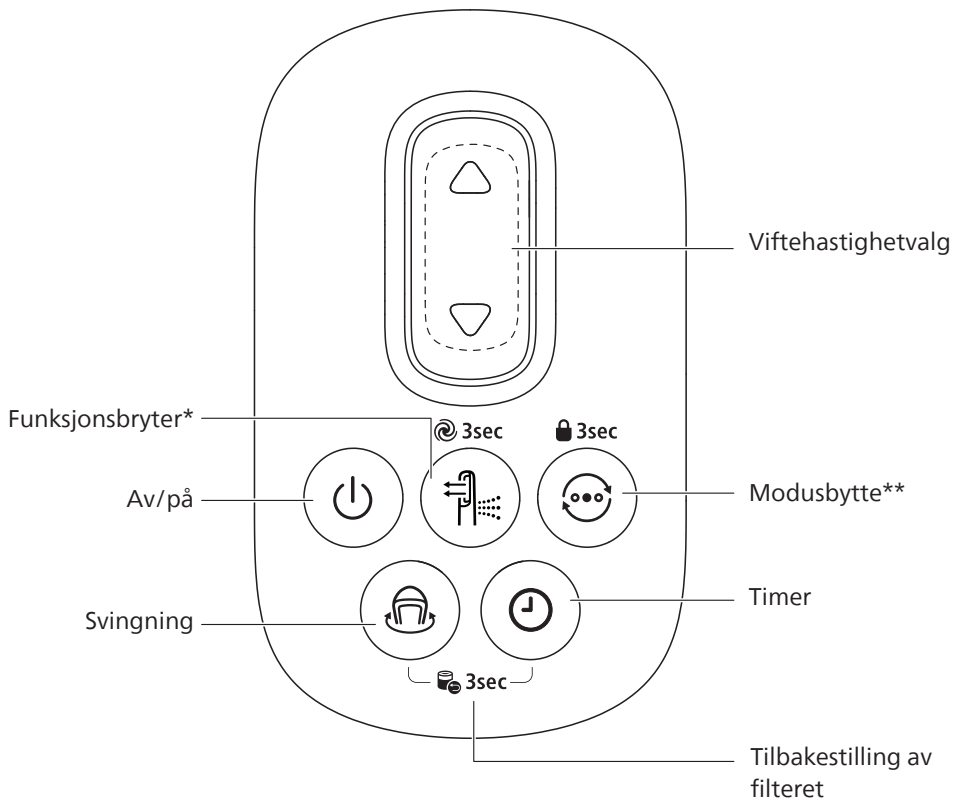 Viftehastighetvalg
Funksjonsbryter*
3sec
3sec
Av/på
Modusbytte**
Svingning
Timer
3sec
Tilbakestilling av
filteret